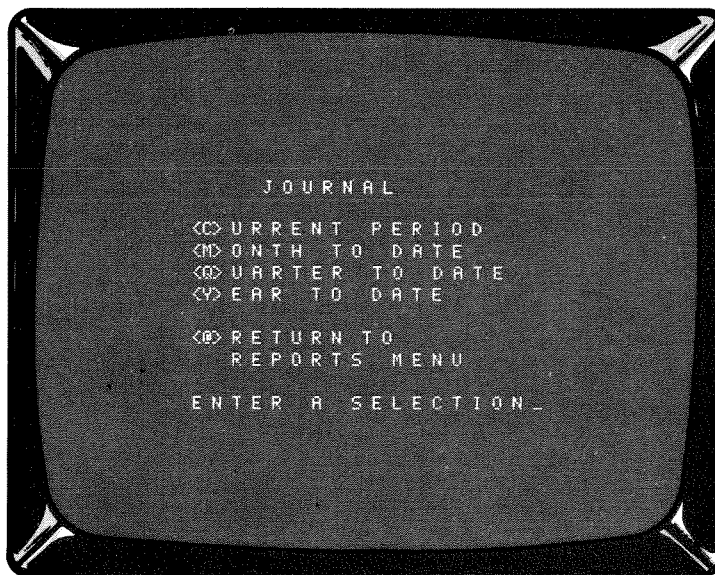 JOURNAL
<C>URRENT PERIOD
<M>ONTH TO DATE
<Q>UARTER TO DATE
<Y>EAR TO DATE
<@>RETURN TO
REPORTS MENU
ENTER A SELECTION_